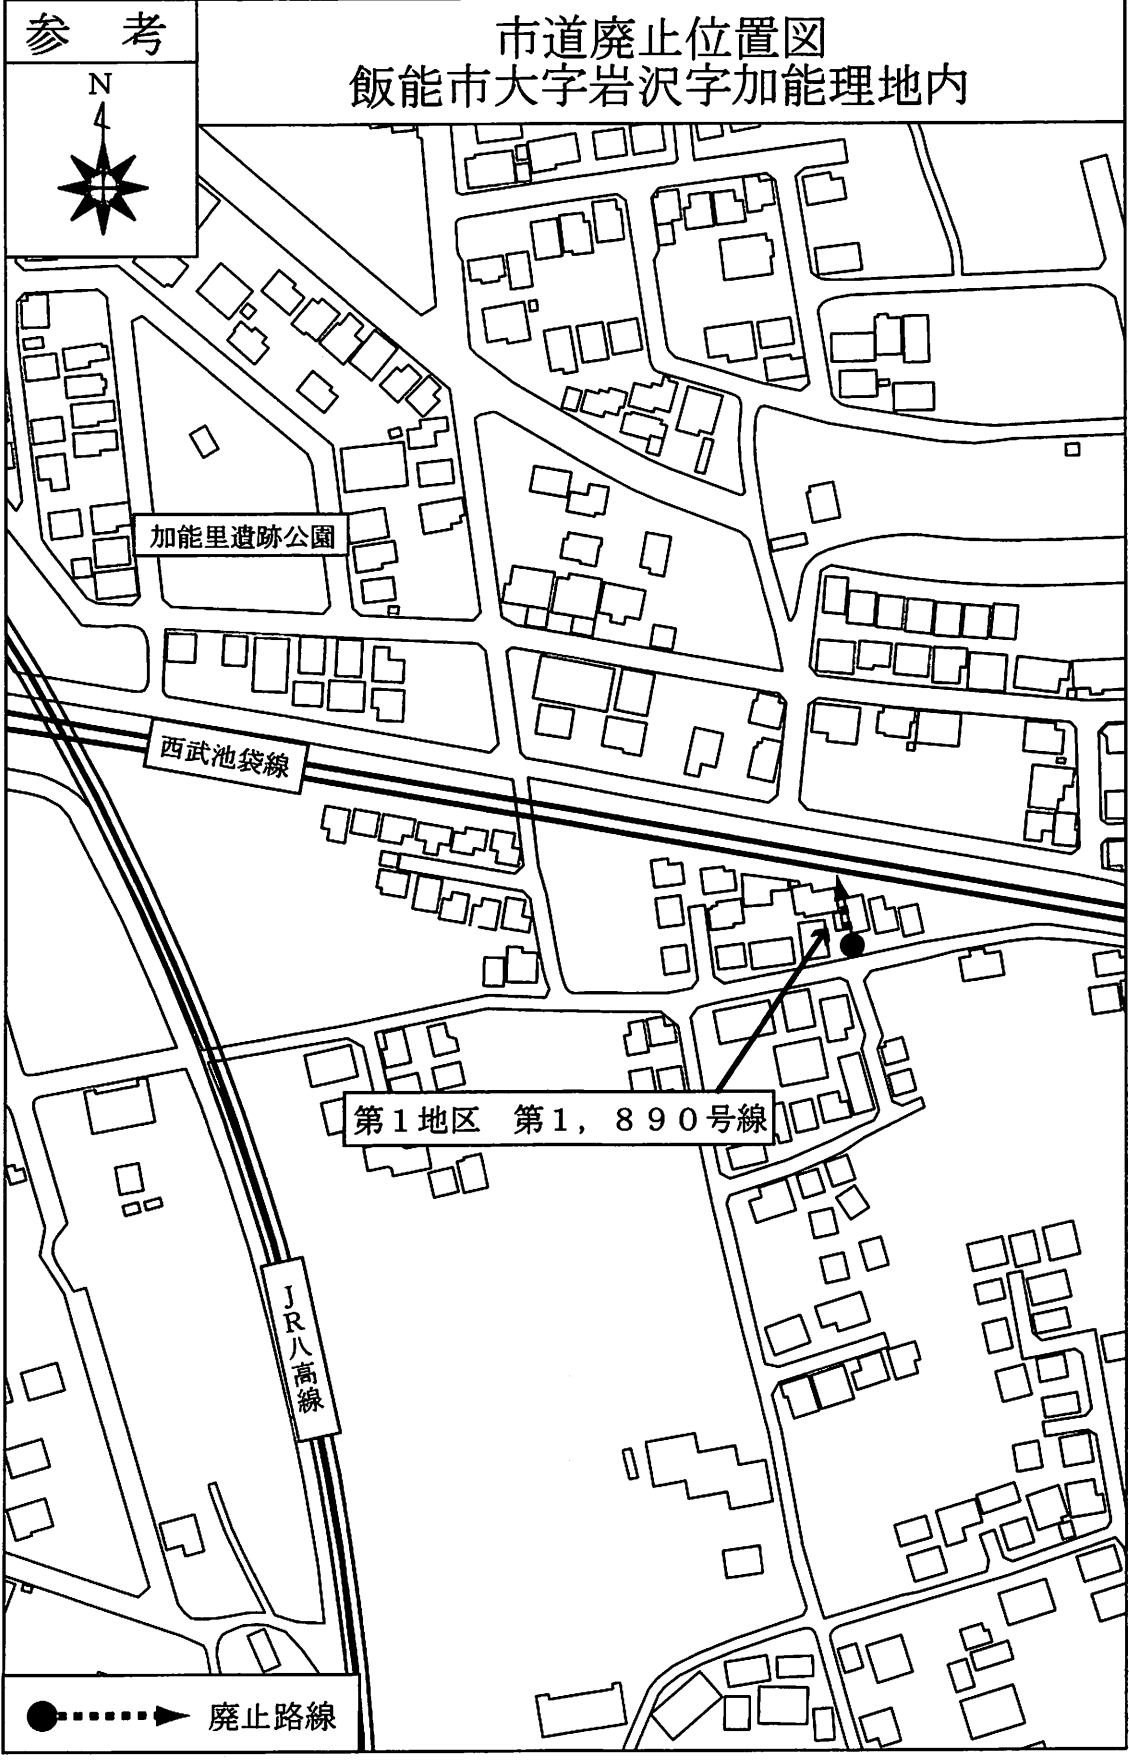 参　考
市道廃止位置図
飯能市大字岩沢字加能理地内
N
加能里遺跡公園
西武池袋線
第１地区　第１，８９０号線
ＪＲ八高線
廃止路線